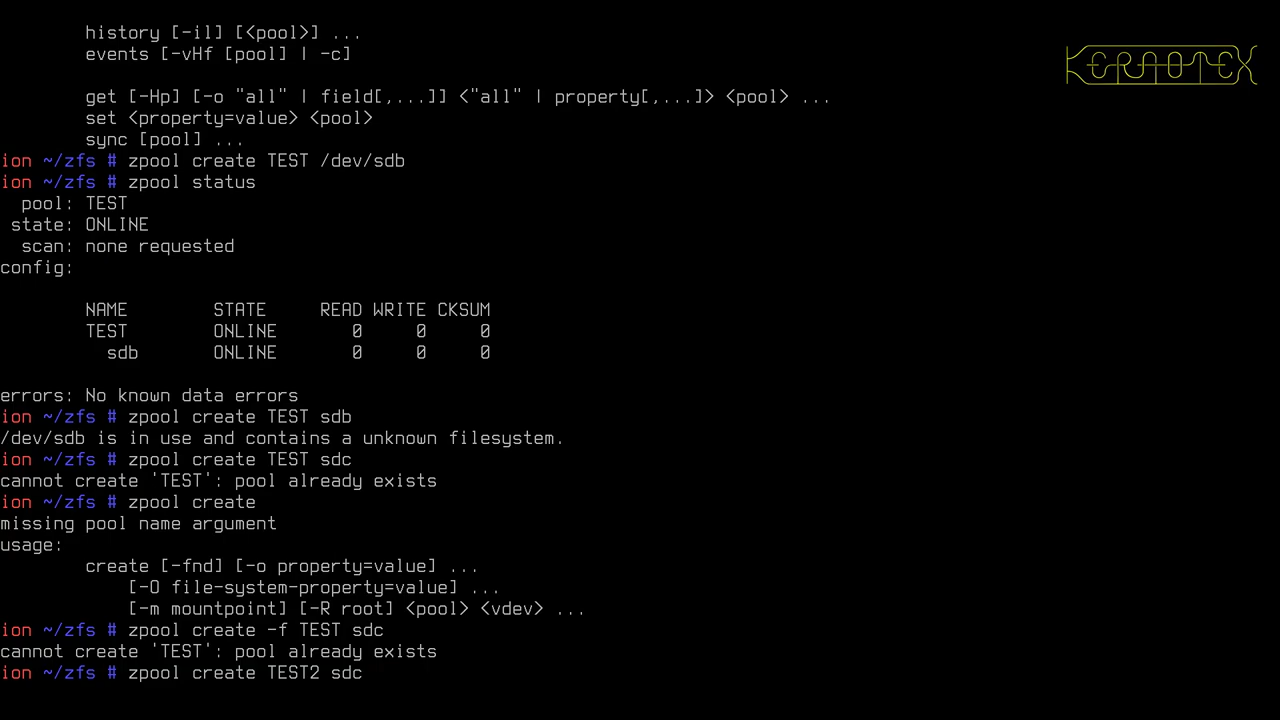 history [-il] [<pool>] ...
events [-vHf [pool] | -c]
KERAOTEX
get [-Hp] [-o "all" | field[,...]] <"all" | property[,...]> <pool> ...
set <property=value> <pool>
sync [pool] ...
ion ~/zfs # zpool create TEST /dev/sdb
ion ~/zfs # zpool status
pool: TEST
state: ONLINE
scan: none requested
config:
NAME STATE READ WRITE CKSUM
TEST ONLINE 0 0 0
sdb ONLINE 0 0 0
errors: No known data errors
ion ~/zfs # zpool create TEST sdb
/dev/sdb is in use and contains a unknown filesystem.
ion ~/zfs # zpool create TEST sdc
cannot create 'TEST': pool already exists
ion ~/zfs # zpool create
missing pool name argument
usage:
create [-fnd] [-o property=value] ...
[-O file-system-property=value] ...
[-m mountpoint] [-R root] <pool> <vdev> ...
ion ~/zfs # zpool create -f TEST sdc
cannot create 'TEST': pool already exists
ion ~/zfs # zpool create TEST2 sdc